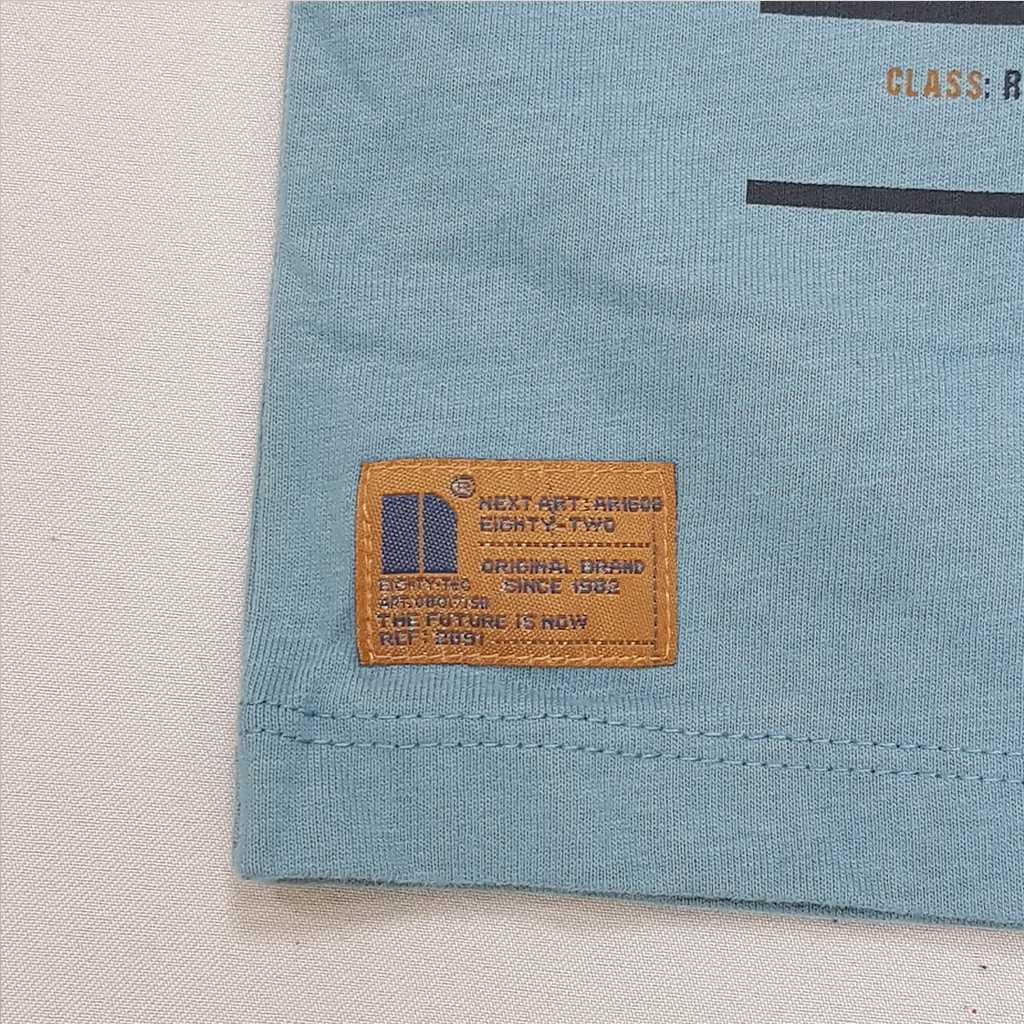 CLASS: R
®
NEXT ART: AR1608
EIGHTY-TWO
ORIGINAL BRAND
SINCE 1982
EIGHTY-TWO
THE FUTURE IS NOW
REF: 2091